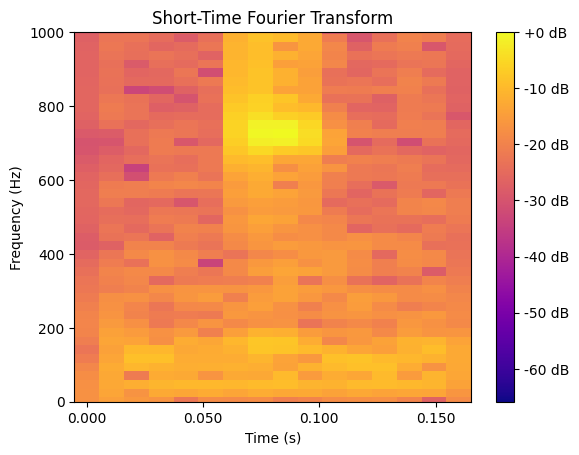 Short-Time Fourier Transform
1000
800
600
400
200
0
Frequency (Hz)
0.000
0.050
0.100
0.150
Time (s)
+0 dB
-10 dB
-20 dB
-30 dB
-40 dB
-50 dB
-60 dB